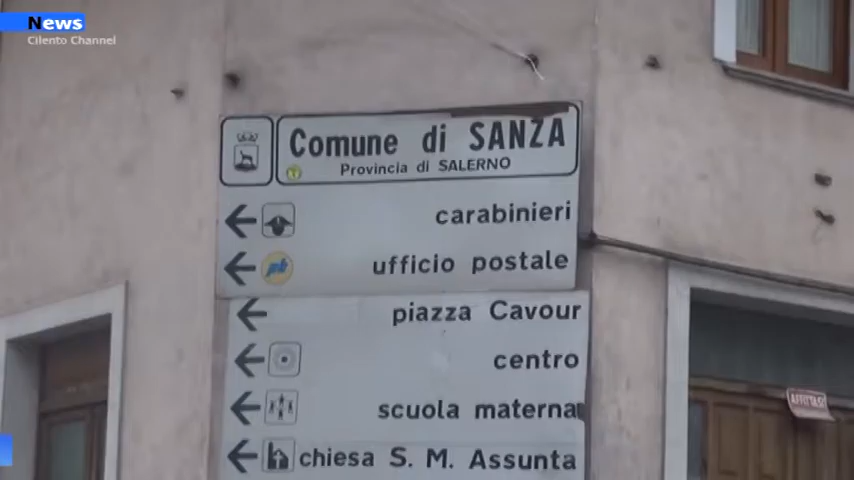 News
Cilento Channel
Comune di SANZA
Provincia di SALERNO
carabinieri
ufficio postale
piazza Cavour
centro
scuola materna
chiesa S. M. Assunta
AFFITTASI